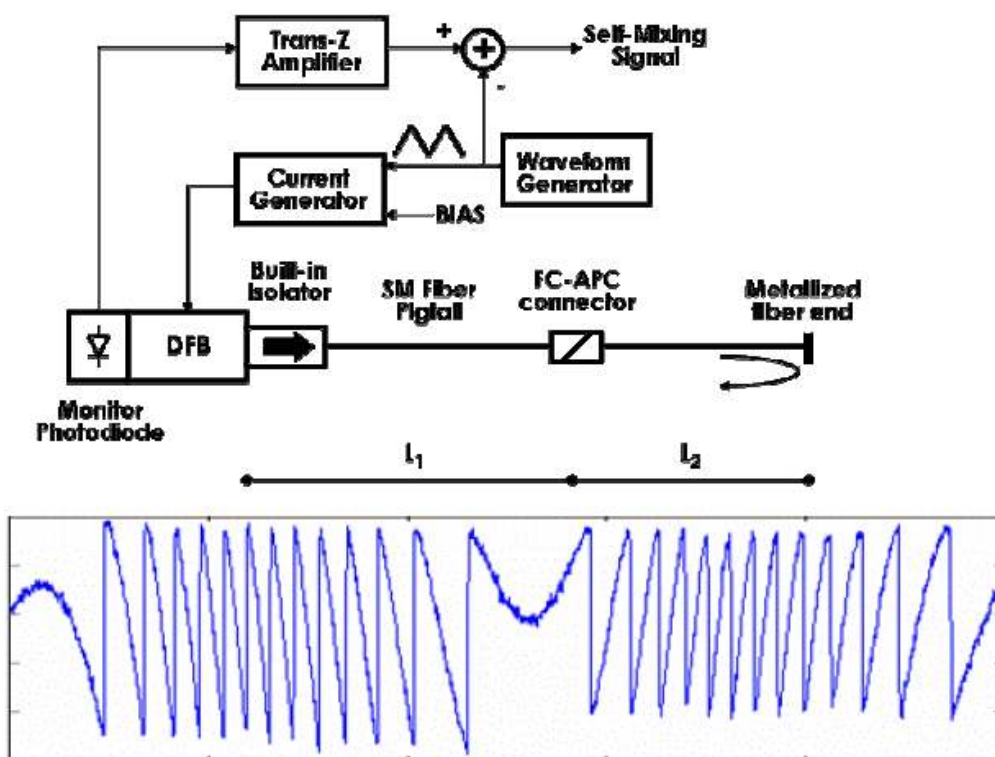 Trans-Z
Amplifier
+
+
-
Self-Mixing
Signal
Current
Generator
Waveform
Generator
BIAS
Built-in
Isolator
SM Fiber
Pigtail
FC-APC
connector
Metallized
fiber end
DFB
Monitor
Photodiode
L1
L2